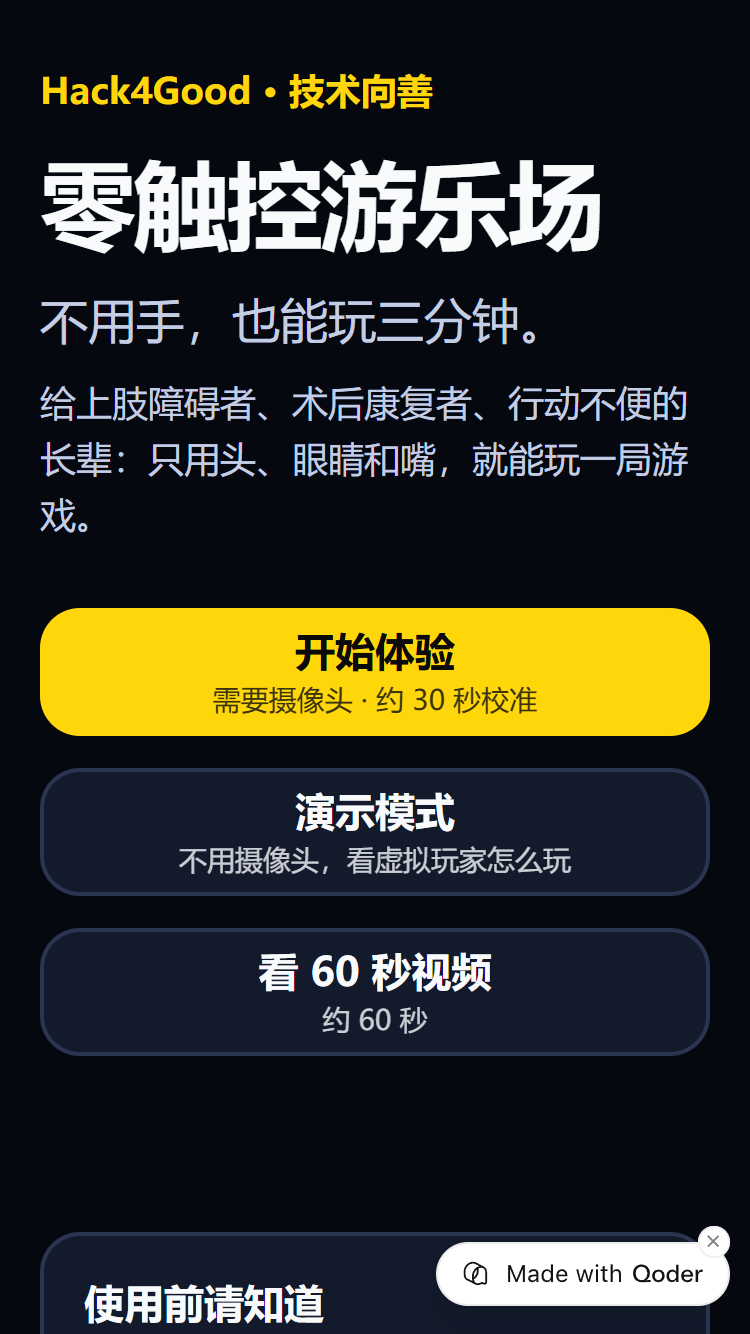 Hack4Good · 技术向善
零触控游乐场
不用手，也能玩三分钟。
给上肢障碍者、术后康复者、行动不便的
长辈：只用头、眼睛和嘴，就能玩一局游
戏。
开始体验
需要摄像头 · 约 30 秒校准
演示模式
不用摄像头，看虚拟玩家怎么玩
看 60 秒视频
约 60 秒
使用前请知道
Made with Qoder